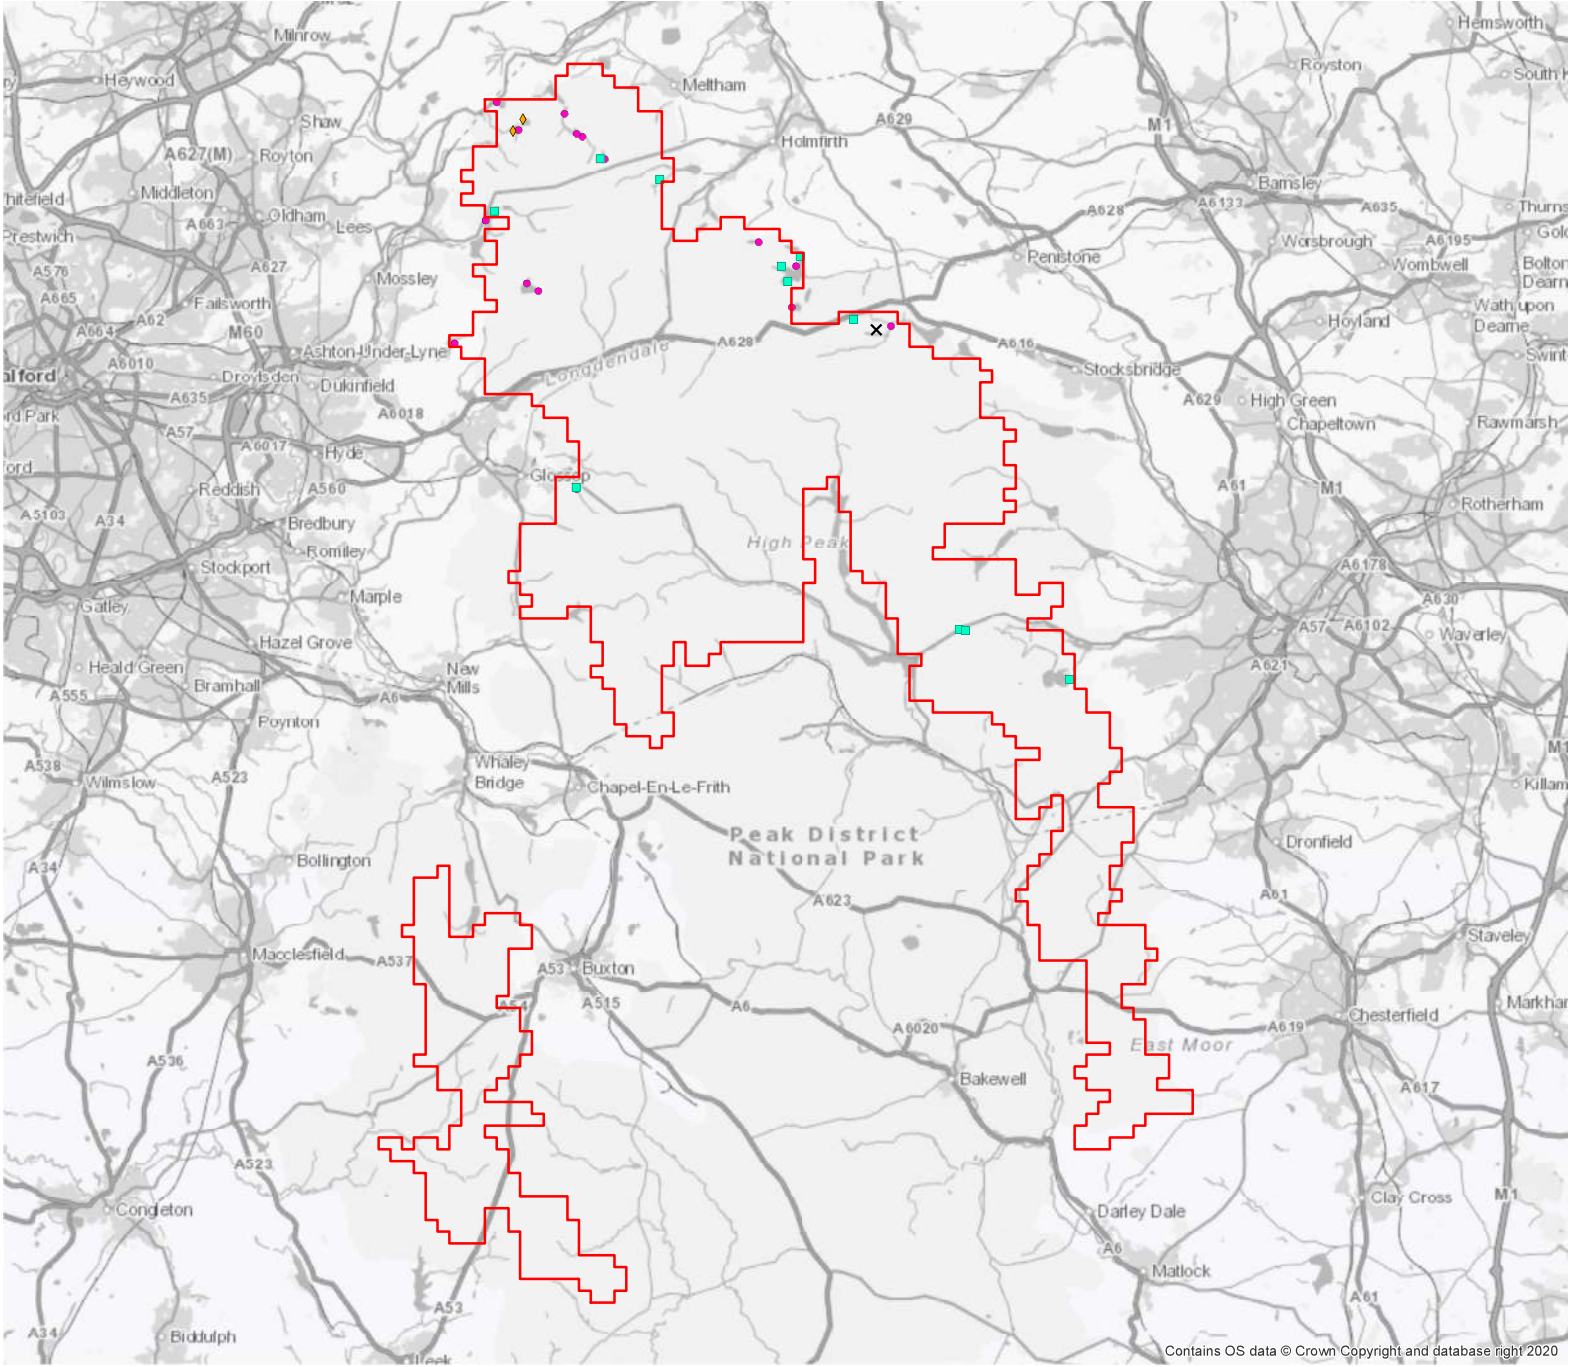 Milnrow
Hemsworth
Heywood
Meltham
Royston
South K
Shaw
A629
M1
Holmfirth
A627(M)
Royton
Barnsley
Whitefield
Middleton
A6133
A635
Thurns
Oldham
Lees
A628
A663
Prestwich
Worsbrough
A6195
Gold
Penistone
Wombwell
Bolton
Dearn
A576
A627
Mossley
A665
Failsworth
Wath upon
Dearne
A62
Hoyland
A664
M60
A628
A616
Ashton-Under-Lyne
Longdendale
Swint
A6010
Stocksbridge
alford
Droylsden
Dukinfield
A635
A629
High Green
ord Park
A6018
A57
Chapeltown
Rawmarsh
A6017
Hyde
ford
Glossop
Reddish
A560
A61
M1
A5103
A34
Bredbury
Rotherham
High Peak
Romiley
Stockport
A6178
Marple
Gatley
A630
A57
A6102
Waverley
Hazel Grove
Heald Green
A621
New
Mills
Bramhall
A555
A6
Poynton
M1
Whaley
Bridge
A538
Wilmslow
A523
Chapel-En-Le-Frith
Killam
Peak District
National Park
Dronfield
Bollington
A34
A623
A61
Staveley
Macclesfield
A537
A53
Buxton
A54
A515
A6
Markhar
Chesterfield
A6020
A619
East Moor
A536
Bakewell
A617
A523
Clay Cross
M1
Congleton
Darley Dale
A6
Matlock
A53
A61
A34
Biddulph
Leek
Contains OS data © Crown Copyright and database right 2020